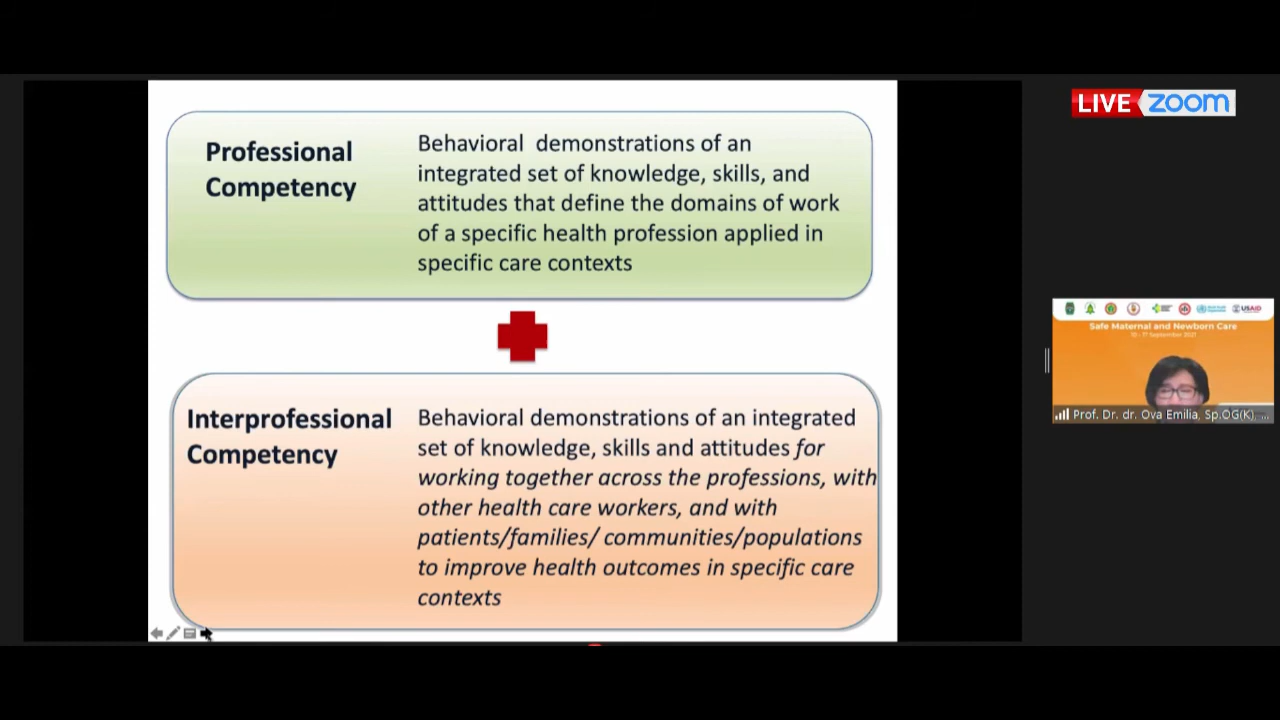 Professional
Competency
Behavioral demonstrations of an
integrated set of knowledge, skills, and
attitudes that define the domains of work
of a specific health profession applied in
specific care contexts
Interprofessional
Competency
Behavioral demonstrations of an integrated
set of knowledge, skills and attitudes for
working together across the professions, with
other health care workers, and with
patients/families/ communities/populations
to improve health outcomes in specific care
contexts
LIVE zoom
USAID
Safe Maternal and Newborn Care
10 - 17 September 2021
Prof. Dr. dr. Ova Emilia, Sp.OG(K), ...